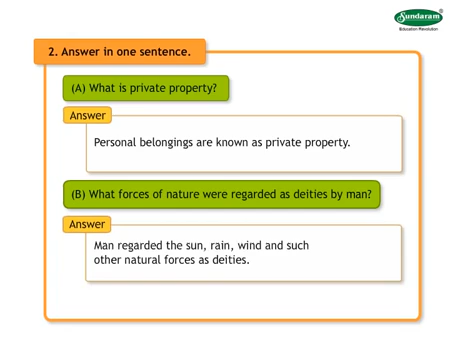 Sundaram®
Education Revolution
2. Answer in one sentence.
(A) What is private property?
Answer
Personal belongings are known as private property.
(B) What forces of nature were regarded as deities by man?
Answer
Man regarded the sun, rain, wind and such
other natural forces as deities.